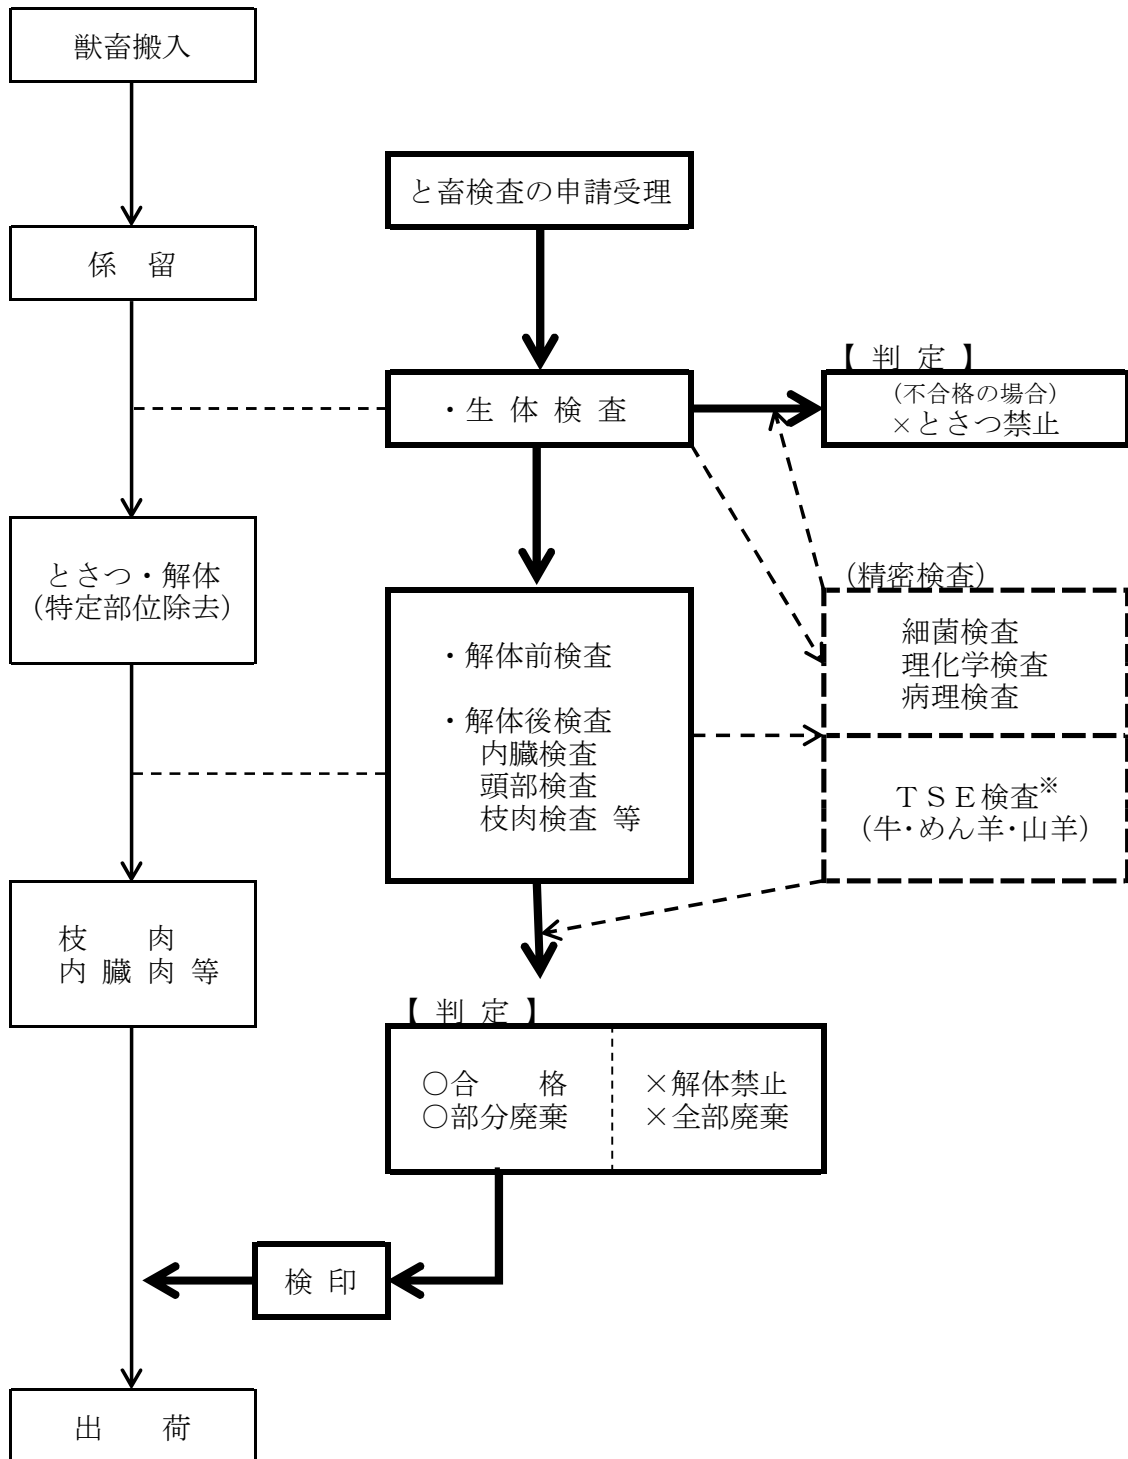 獣畜搬入
と畜検査の申請受理
係　留
【 判 定 】
・生 体 検 査
（不合格の場合）
×とさつ禁止
とさつ・解体
（特定部位除去）
（精密検査）
細菌検査
理化学検査
病理検査
・解体前検査
・解体後検査
内臓検査
頭部検査
枝肉検査 等
ＴＳＥ検査※
（牛・めん羊・山羊）
枝　　肉
内 臓 肉 等
【 判 定 】
○合　　格
○部分廃棄
×解体禁止
×全部廃棄
検 印
出　　荷